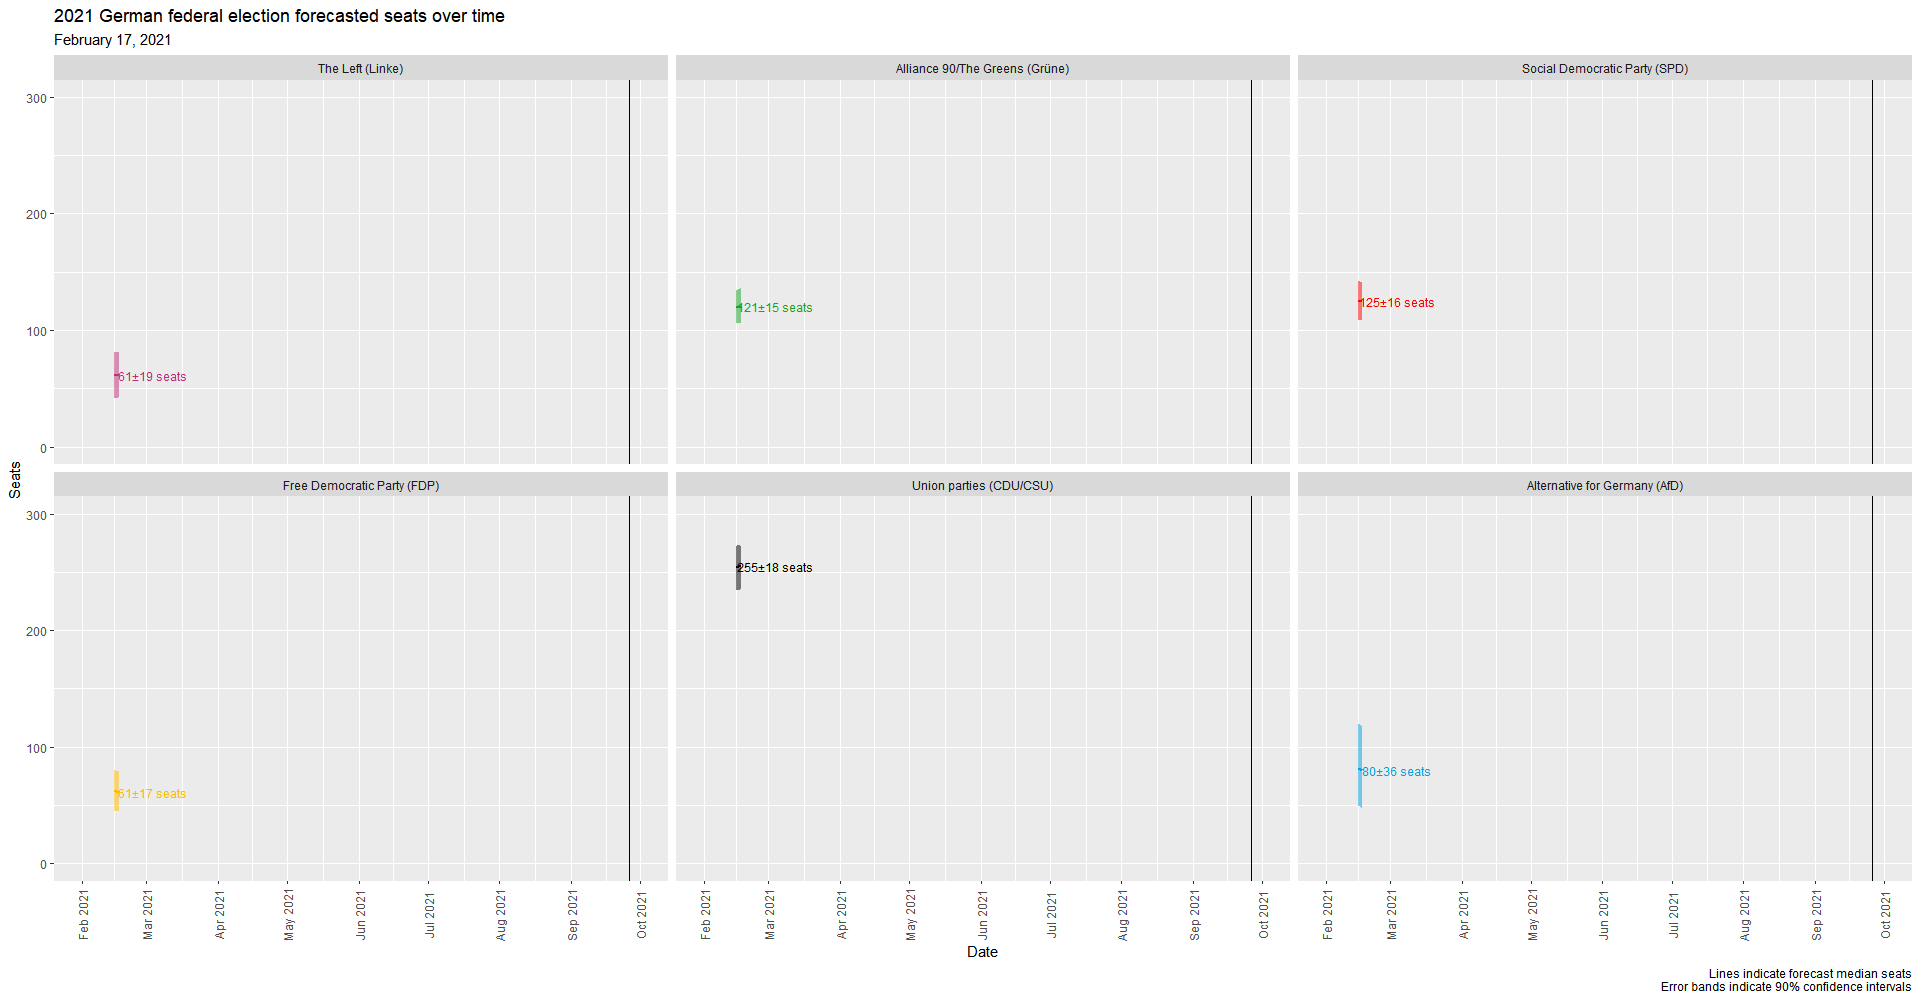 2021 German federal election forecasted seats over time
February 17, 2021
The Left (Linke)
Alliance 90/The Greens (Grüne)
Social Democratic Party (SPD)
300
200
100
0
61±19 seats
121±15 seats
125±16 seats
Seats
Free Democratic Party (FDP)
Union parties (CDU/CSU)
Alternative for Germany (AfD)
300
200
100
0
61±17 seats
255±18 seats
80±36 seats
Feb 2021
Mar 2021
Apr 2021
May 2021
Jun 2021
Jul 2021
Aug 2021
Sep 2021
Oct 2021
Feb 2021
Mar 2021
Apr 2021
May 2021
Jun 2021
Jul 2021
Aug 2021
Sep 2021
Oct 2021
Feb 2021
Mar 2021
Apr 2021
May 2021
Jun 2021
Jul 2021
Aug 2021
Sep 2021
Oct 2021
Date
Lines indicate forecast median seats
Error bands indicate 90% confidence intervals